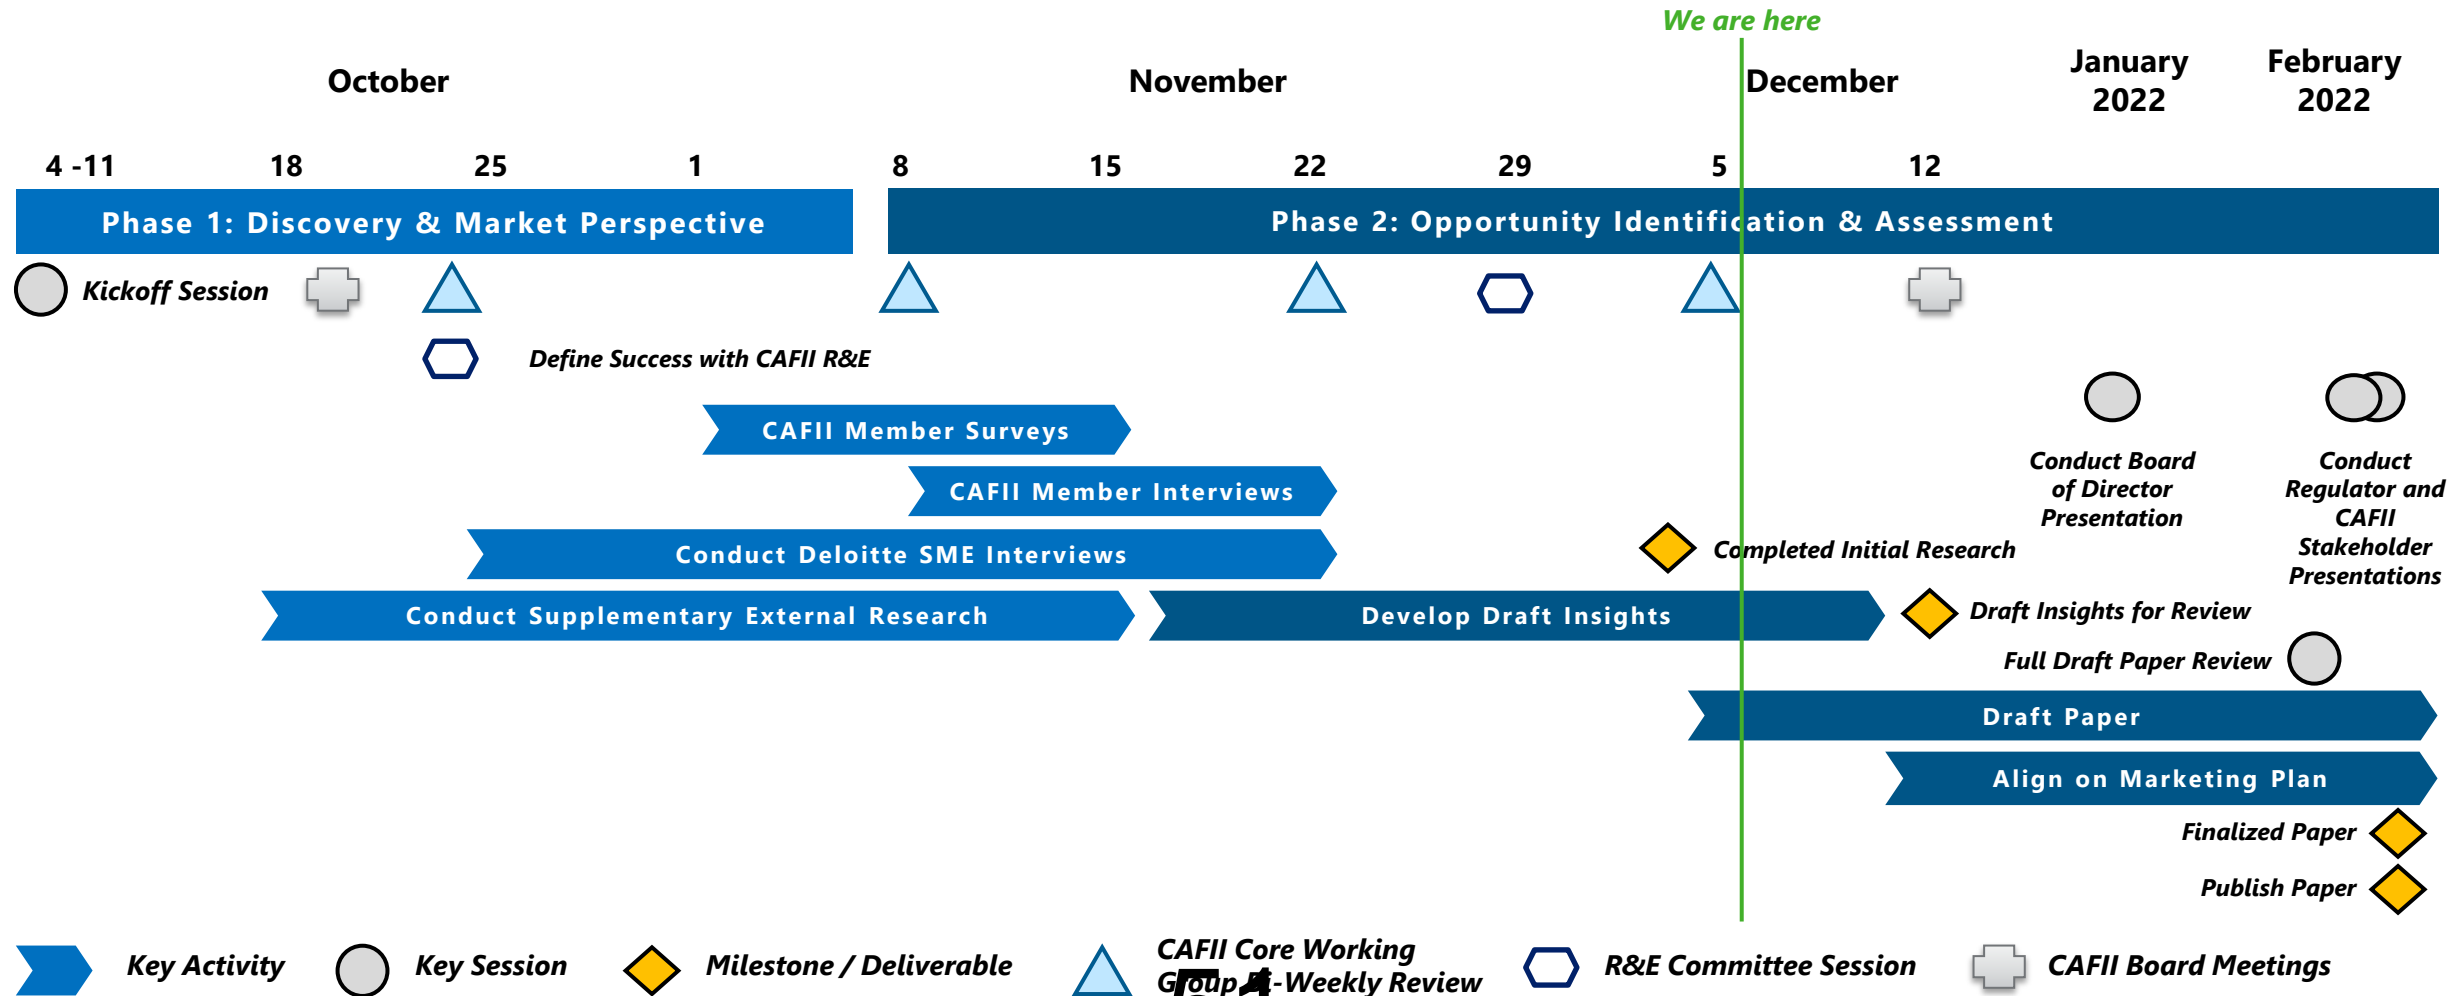 We are here
October
November
December
January
2022
February
2022
4 -11
18
25
1
8
15
22
29
5
12
Phase 1: Discovery & Market Perspective
Phase 2: Opportunity Identification & Assessment
Kickoff Session
Define Success with CAFII R&E
CAFII Member Surveys
CAFII Member Interviews
Conduct Board
of Director
Presentation
Conduct
Regulator and
CAFII
Stakeholder
Presentations
Conduct Deloitte SME Interviews
Completed Initial Research
Conduct Supplementary External Research
Develop Draft Insights
Draft Insights for Review
Full Draft Paper Review
Draft Paper
Align on Marketing Plan
Finalized Paper
Publish Paper
Key Activity
Key Session
Milestone / Deliverable
CAFII Core Working
Group Bi-Weekly Review
R&E Committee Session
CAFII Board Meetings